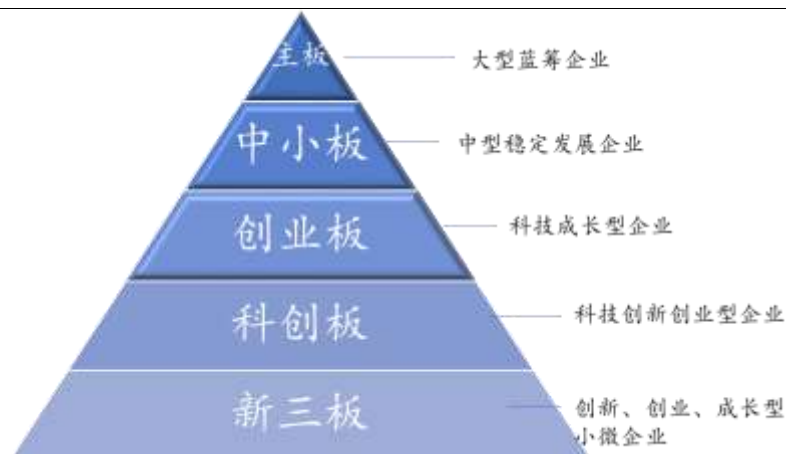 主板
大型蓝筹企业
中小板
中型稳定发展企业
创业板
科技成长型企业
科创板
科技创新创业型企业
新三板
创新、创业、成长型
小微企业